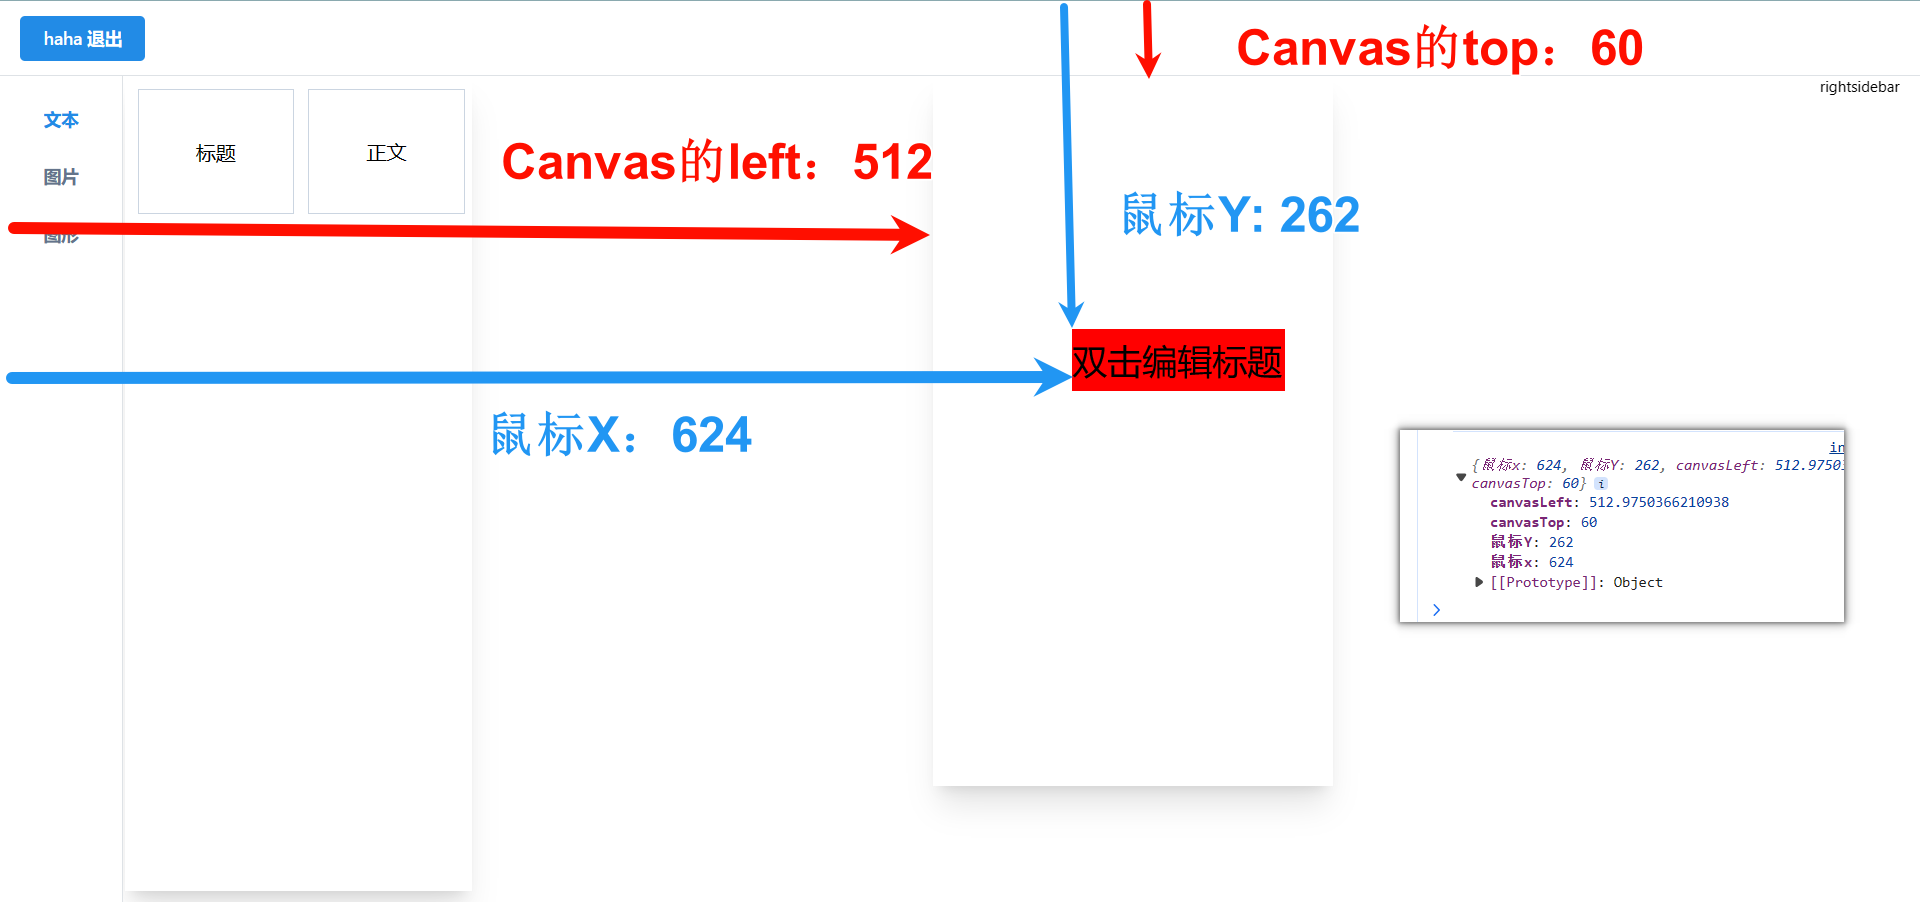 haha 退出
Canvas的top：60
rightsidebar
文本
标题
正文
Canvas的left：512
图片
鼠标Y: 262
图形
双击编辑标题
鼠标X：624
in
{鼠标x: 624, 鼠标Y: 262, canvasLeft: 512.9750
canvasTop: 60} i
canvasLeft: 512.9750366210938
canvasTop: 60
鼠标Y: 262
鼠标x: 624
[[Prototype]]: Object